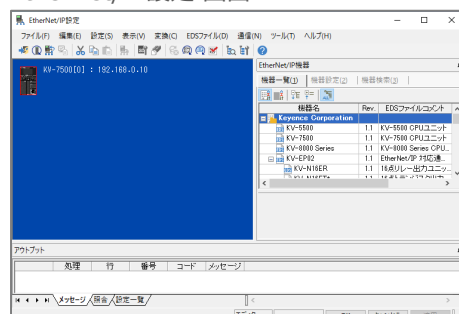 EtherNet/IP設定
ファイル(F) 編集(E) 設定(S) 表示(V) 変換(C) EDSファイル(D) 通信(N) ツール(T) ヘルプ(H)
KV-7500[0] : 192.168.0.10
EtherNet/IP機器
機器一覧(1) 機器設定(2) 機器検索(3)
機器名 Rev. EDSファイルコメント
Keyence Corporation
KV-5500 1.1 KV-5500 CPUユニット
KV-7500 1.1 KV-7500 CPUユニット
KV-8000 Series 1.1 KV-8000 Series CPU...
KV-EP02 1.1 EtherNet/IP 対応通...
KV-N16ER 1.1 16点リレー出力ユニッ...
アウトプット
処理 行 番号 コード メッセージ
メッセージ 照合 設定一覧